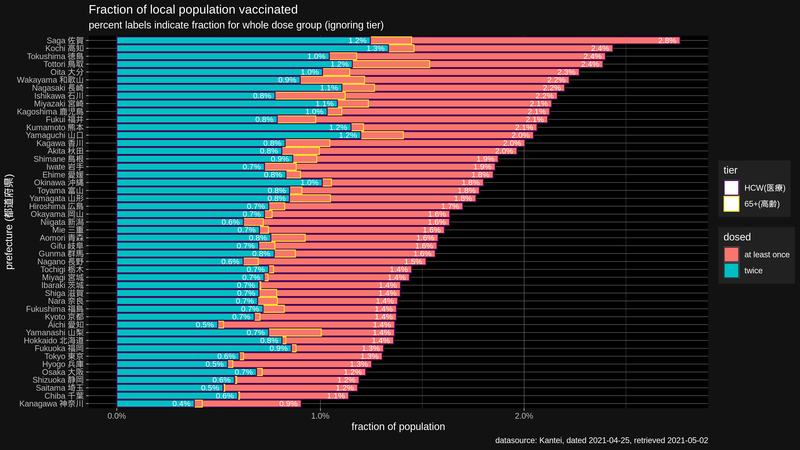 Fraction of local population vaccinated
percent labels indicate fraction for whole dose group (ignoring tier)
prefecture (都道府県)
Saga 佐賀 1.2% 2.8%
Kochi 高知 1.3% 2.4%
Tokushima 徳島 1.0% 2.4%
Tottori 鳥取 1.2% 2.4%
Oita 大分 1.0% 2.3%
Wakayama 和歌山 0.9% 2.2%
Nagasaki 長崎 1.1% 2.2%
Ishikawa 石川 0.8% 2.2%
Miyazaki 宮崎 1.1% 2.1%
Kagoshima 鹿児島 1.0% 2.1%
Fukui 福井 0.8% 2.1%
Kumamoto 熊本 1.2% 2.1%
Yamaguchi 山口 1.2% 2.0%
Kagawa 香川 0.8% 2.0%
Akita 秋田 0.8% 2.0%
Shimane 島根 0.9% 1.9%
Iwate 岩手 0.7% 1.9%
Ehime 愛媛 0.8% 1.8%
Okinawa 沖縄 1.0% 1.8%
Toyama 富山 0.8% 1.8%
Yamagata 山形 0.8% 1.8%
Hiroshima 広島 0.7% 1.7%
Okayama 岡山 0.7% 1.6%
Niigata 新潟 0.6% 1.6%
Mie 三重 0.7% 1.6%
Aomori 青森 0.8% 1.6%
Gifu 岐阜 0.7% 1.6%
Gunma 群馬 0.8% 1.6%
Nagano 長野 0.6% 1.5%
Tochigi 栃木 0.7% 1.4%
Miyagi 宮城 0.7% 1.4%
Ibaraki 茨城 0.7% 1.4%
Shiga 滋賀 0.7% 1.4%
Nara 奈良 0.7% 1.4%
Fukushima 福島 0.7% 1.4%
Kyoto 京都 0.7% 1.4%
Aichi 愛知 0.5% 1.4%
Yamanashi 山梨 0.7% 1.4%
Hokkaido 北海道 0.8% 1.4%
Fukuoka 福岡 0.9% 1.3%
Tokyo 東京 0.6% 1.3%
Hyogo 兵庫 0.5% 1.3%
Osaka 大阪 0.7% 1.2%
Shizuoka 静岡 0.6% 1.2%
Saitama 埼玉 0.5% 1.2%
Chiba 千葉 0.6% 1.1%
Kanagawa 神奈川 0.4% 0.9%
0.0% 1.0% 2.0%
fraction of population
tier
HCW(医療)
65+(高齢)
dosed
at least once
twice
datasource: Kantei, dated 2021-04-25, retrieved 2021-05-02